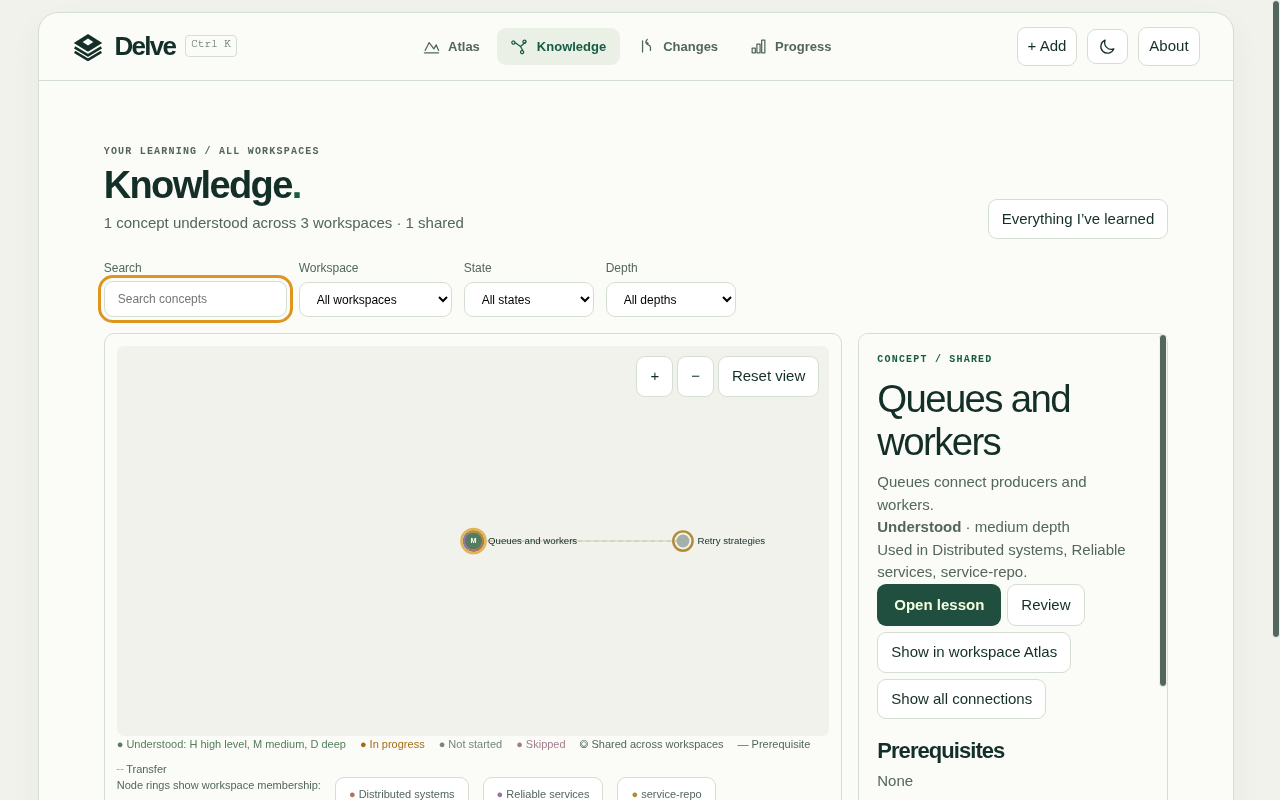 Delve Ctrl K Atlas Knowledge Changes Progress + Add About
YOUR LEARNING / ALL WORKSPACES
Knowledge.
1 concept understood across 3 workspaces · 1 shared
Everything I've learned
Search Workspace State Depth
Search concepts All workspaces All states All depths
+ − Reset view
M Queues and workers Retry strategies
● Understood: H high level, M medium, D deep ● In progress ● Not started ● Skipped ◎ Shared across workspaces — Prerequisite
-- Transfer
Node rings show workspace membership:
● Distributed systems ● Reliable services ● service-repo
CONCEPT / SHARED
Queues and
workers
Queues connect producers and
workers.
Understood · medium depth
Used in Distributed systems, Reliable
services, service-repo.
Open lesson Review
Show in workspace Atlas
Show all connections
Prerequisites
None